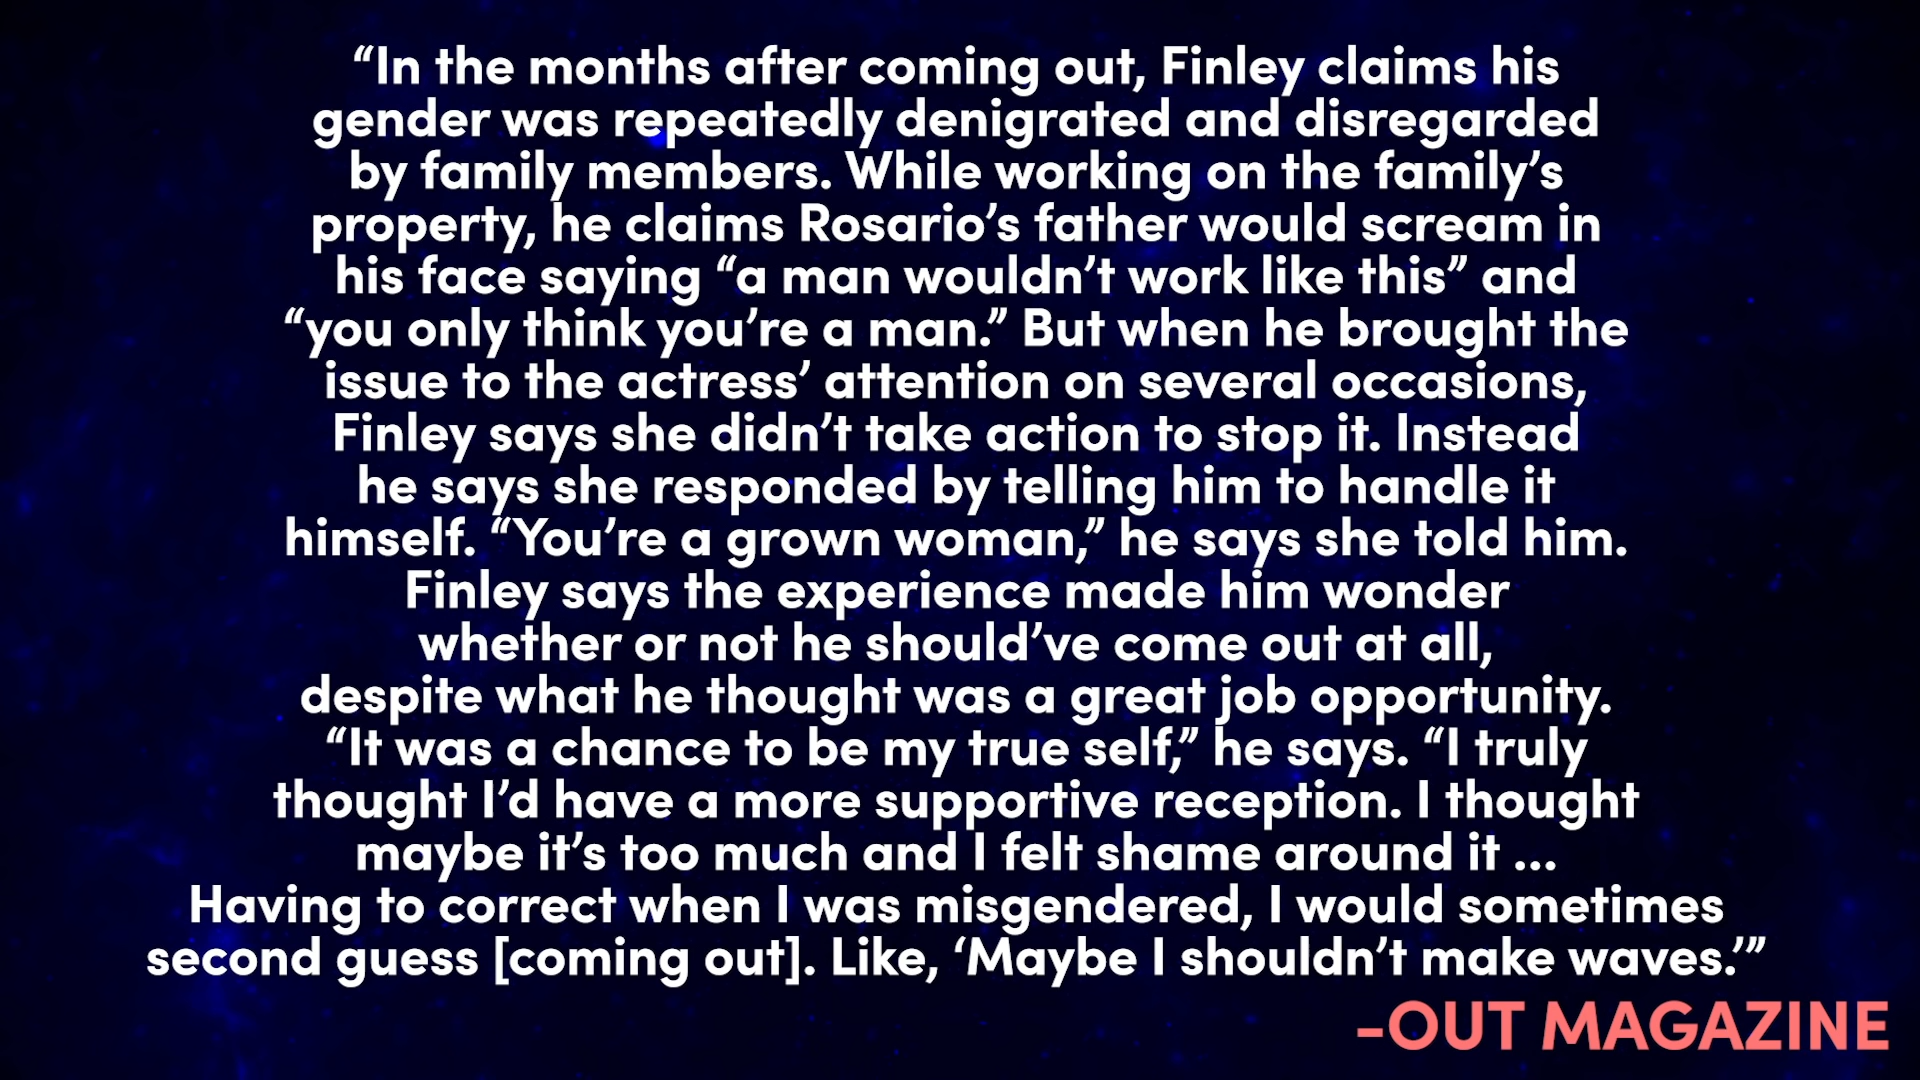 “In the months after coming out, Finley claims his
gender was repeatedly denigrated and disregarded
by family members. While working on the family’s
property, he claims Rosario’s father would scream in
his face saying “a man wouldn’t work like this” and
“you only think you’re a man.” But when he brought the
issue to the actress’ attention on several occasions,
Finley says she didn’t take action to stop it. Instead
he says she responded by telling him to handle it
himself. “You’re a grown woman,” he says she told him.
Finley says the experience made him wonder
whether or not he should’ve come out at all,
despite what he thought was a great job opportunity.
“It was a chance to be my true self,” he says. “I truly
thought I’d have a more supportive reception. I thought
maybe it’s too much and I felt shame around it ...
Having to correct when I was misgendered, I would sometimes
second guess [coming out]. Like, ‘Maybe I shouldn’t make waves.’”
-OUT MAGAZINE